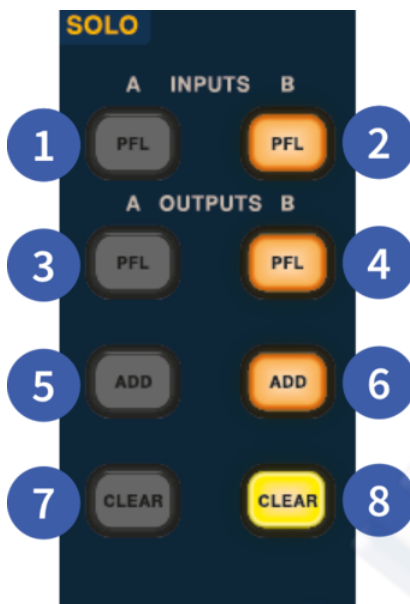 SOLO
A INPUTS B
1 PFL PFL 2
A OUTPUTS B
3 PFL PFL 4
5 ADD ADD 6
7 CLEAR CLEAR 8